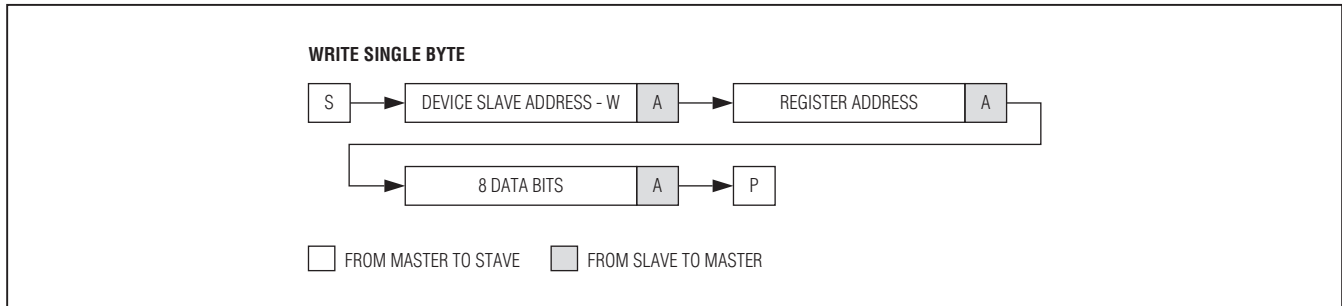 WRITE SINGLE BYTE
S DEVICE SLAVE ADDRESS - W A REGISTER ADDRESS A
8 DATA BITS A P
FROM MASTER TO STAVE FROM SLAVE TO MASTER